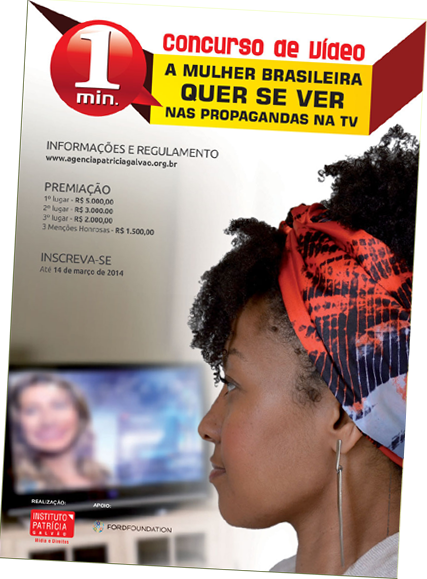 1
min.
CONCURSO DE VÍDEO
A MULHER BRASILEIRA
QUER SE VER
NAS PROPAGANDAS NA TV
INFORMAÇÕES E REGULAMENTO
www.agenciapatriciagalvao.org.br
PREMIAÇÃO
1º lugar - R$ 5.000,00
2º lugar - R$ 3.000,00
3º lugar - R$ 2.000,00
3 Menções Honrosas - R$ 1.500,00
INSCREVA-SE
Até 14 de março de 2014
REALIZAÇÃO:
APOIO:
INSTITUTO
PATRÍCIA
GALVÃO
Mídia e Direitos
FORDFOUNDATION